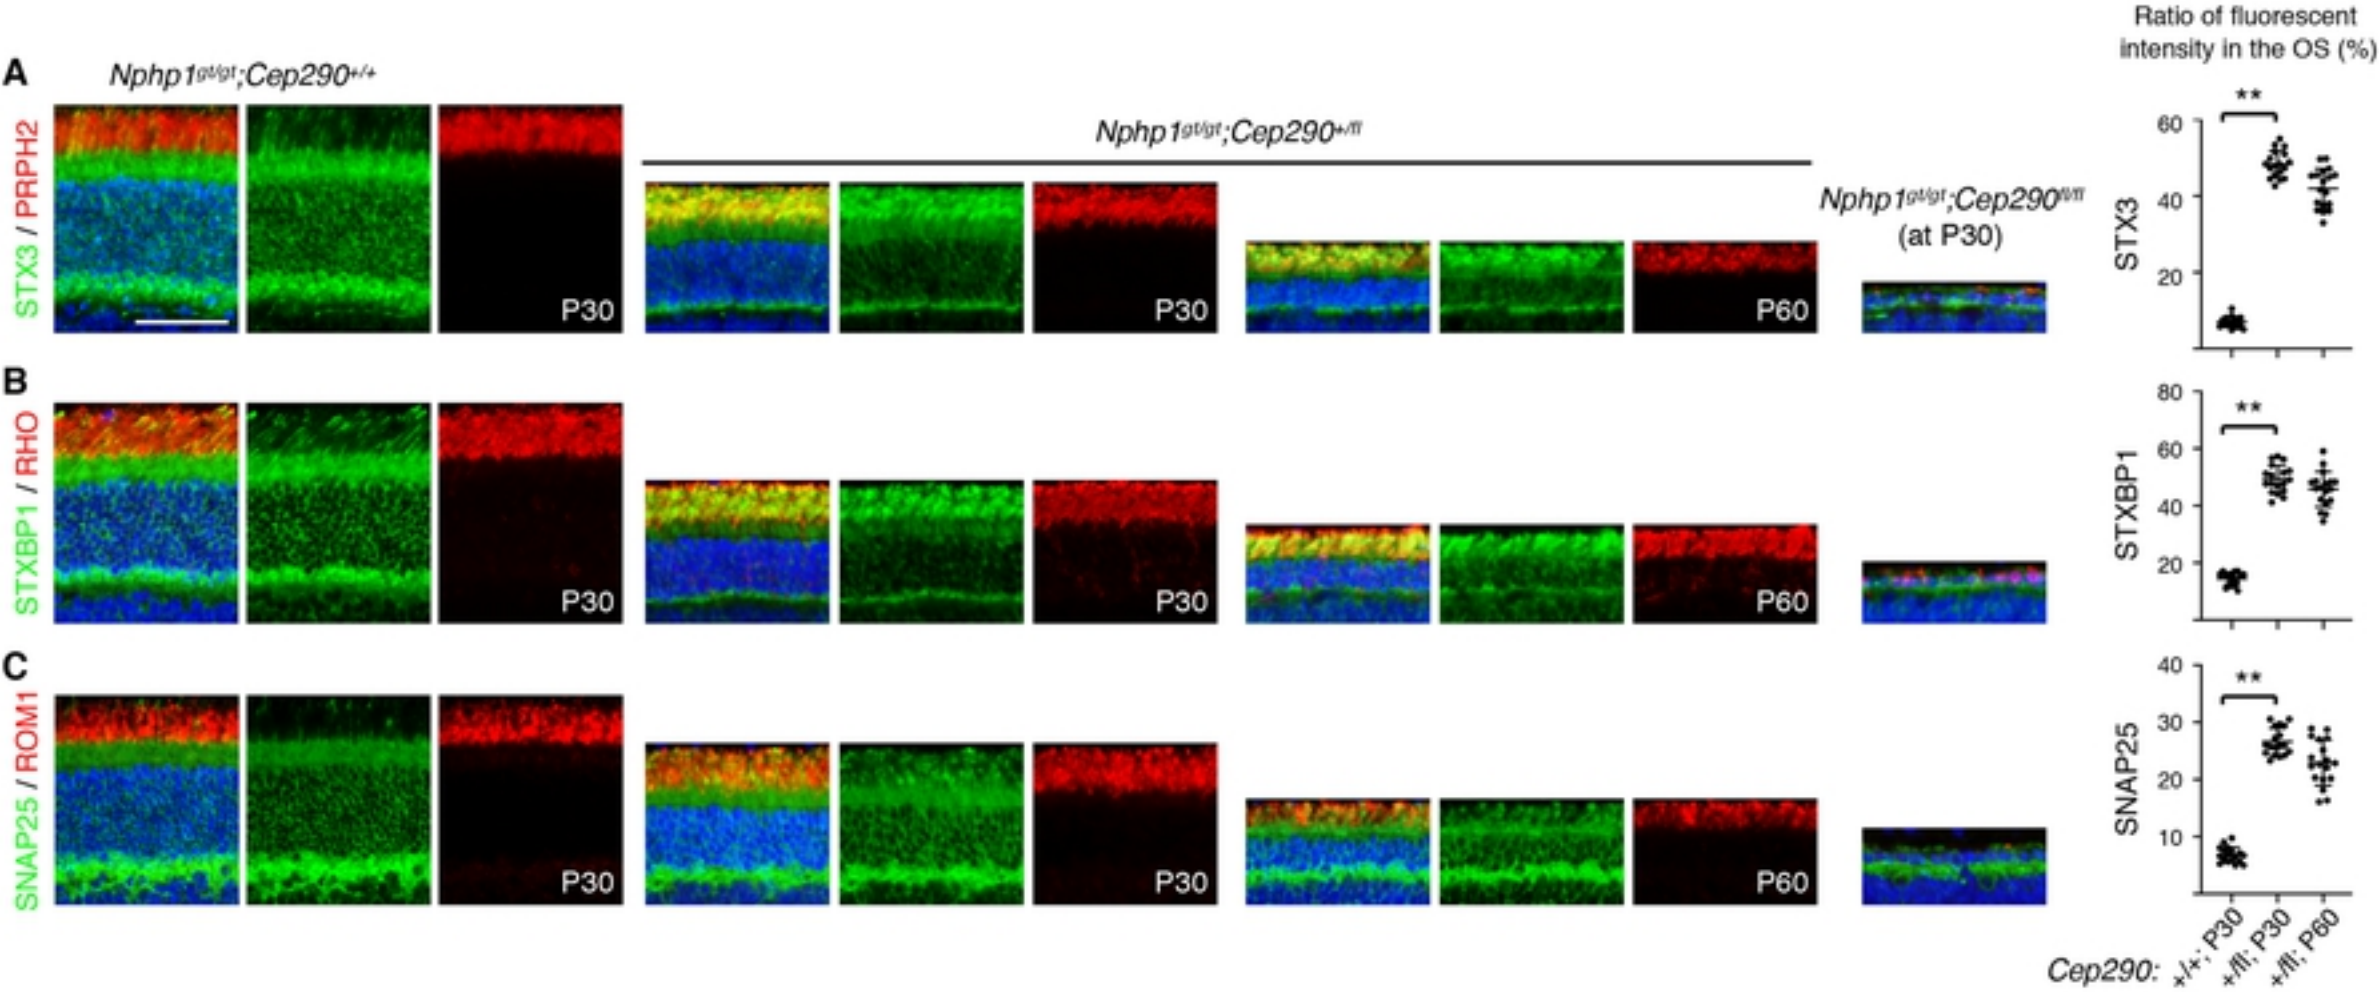 Ratio of fluorescent
intensity in the OS (%)
A
Nphp1gt/gt;Cep290+/+
Nphp1gt/gt;Cep290+/fl
Nphp1gt/gt;Cep290fl/fl
(at P30)
STX3 / PRPH2
P30
P30
P60
STX3
**
60
40
20
B
STXBP1 / RHO
P30
P30
P60
STXBP1
**
80
60
40
20
C
SNAP25 / ROM1
P30
P30
P60
SNAP25
**
40
30
20
10
Cep290:
+/+; P30
+/fl; P30
+/fl; P60